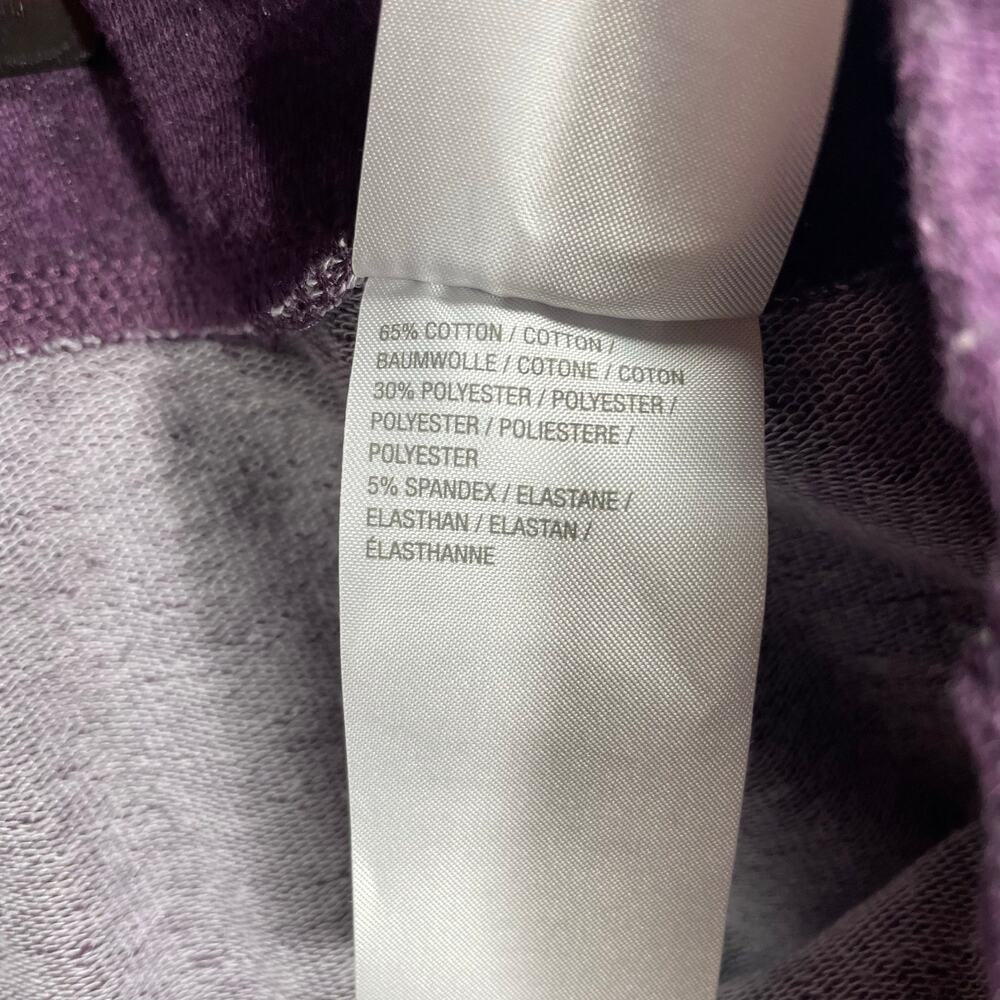 65% COTTON / COTTON /
BAUMWOLLE / COTONE / COTON
30% POLYESTER / POLYESTER /
POLYESTER / POLIESTERE /
POLYESTER
5% SPANDEX / ELASTANE /
ELASTHAN / ELASTAN /
ÉLASTHANNE